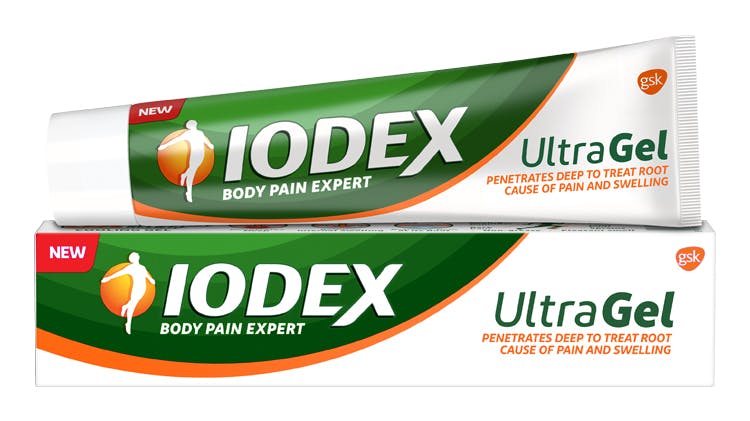 NEW
gsk
IODEX
BODY PAIN EXPERT
UltraGel
PENETRATES DEEP TO TREAT ROOT
CAUSE OF PAIN AND SWELLING
NEW
gsk
IODEX
BODY PAIN EXPERT
UltraGel
PENETRATES DEEP TO TREAT ROOT
CAUSE OF PAIN AND SWELLING